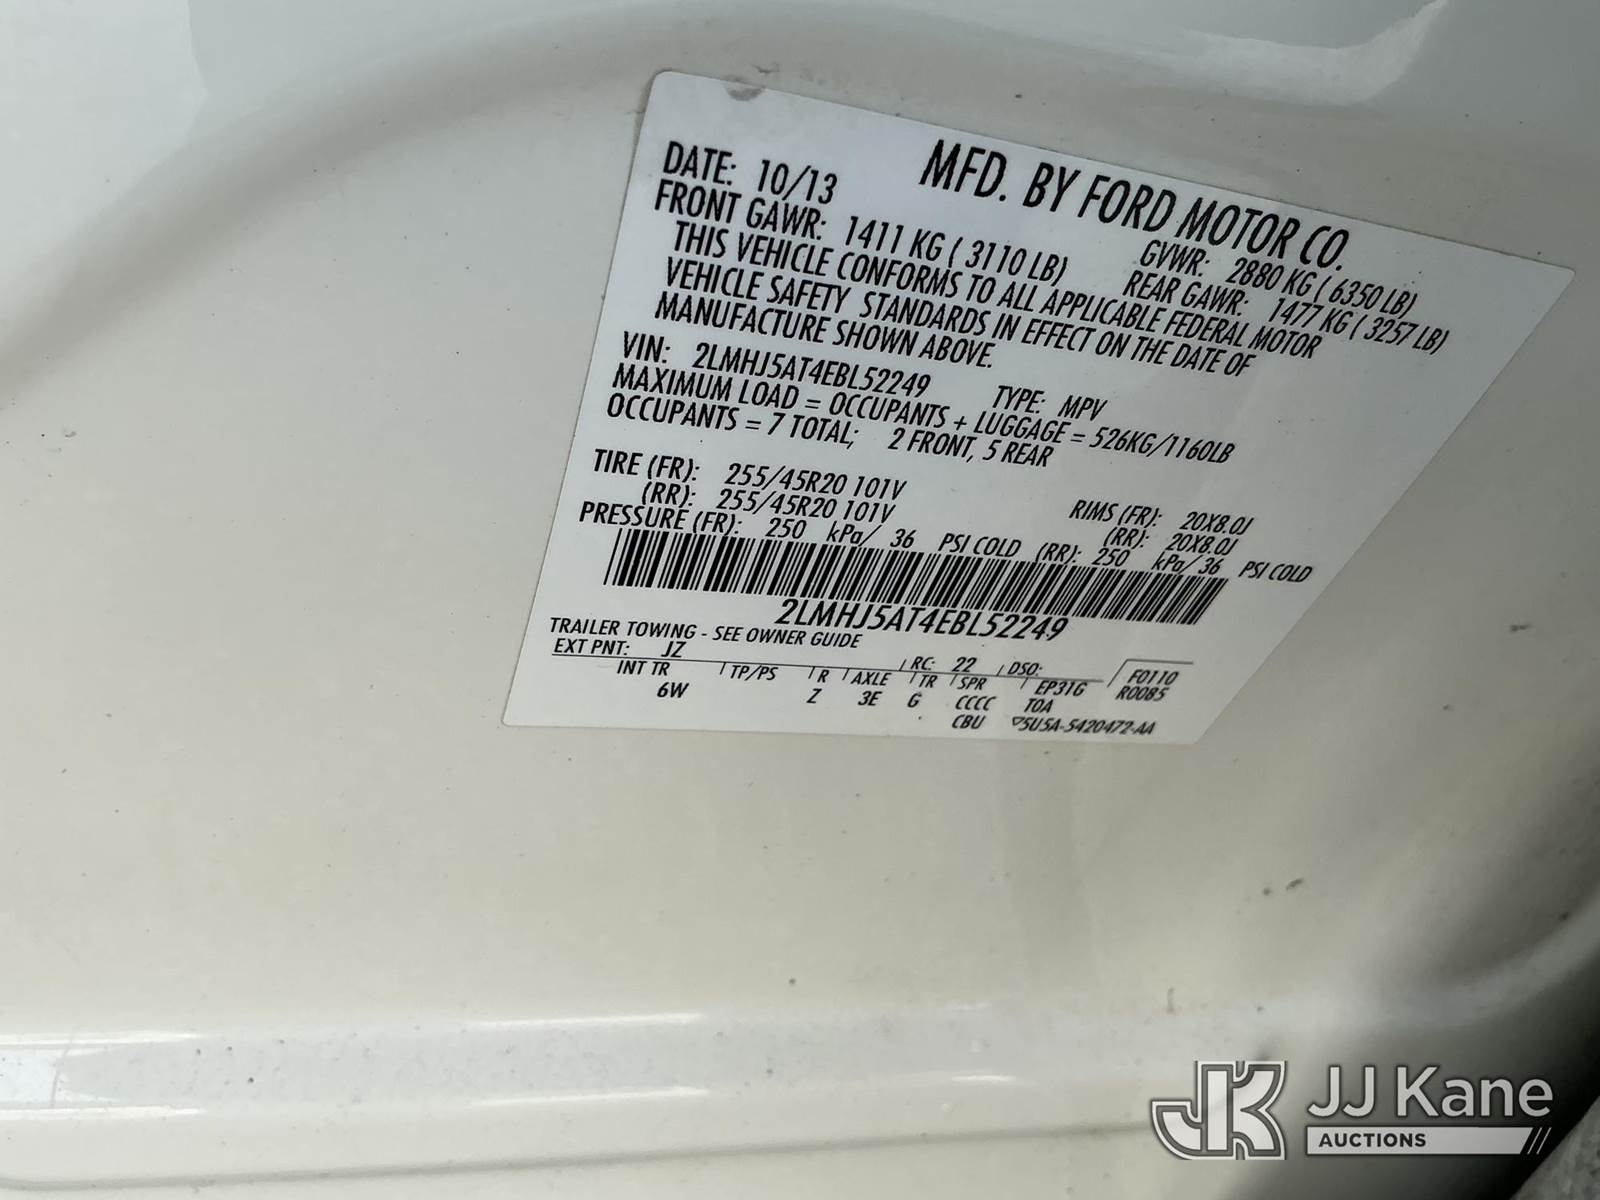 MFD. BY FORD MOTOR CO.
DATE: 10/13 GVWR: 2880 KG ( 6350 LB)
FRONT GAWR: 1411 KG ( 3110 LB) REAR GAWR: 1477 KG ( 3257 LB)
THIS VEHICLE CONFORMS TO ALL APPLICABLE FEDERAL MOTOR
VEHICLE SAFETY STANDARDS IN EFFECT ON THE DATE OF
MANUFACTURE SHOWN ABOVE.
VIN: 2LMHJ5AT4EBL52249 TYPE: MPV
MAXIMUM LOAD = OCCUPANTS + LUGGAGE = 526KG/1160LB
OCCUPANTS = 7 TOTAL; 2 FRONT, 5 REAR
TIRE (FR): 255/45R20 101V RIMS (FR): 20X8.0J
(RR): 255/45R20 101V (RR): 20X8.0J
PRESSURE (FR): 250 kPa/ 36 PSI COLD (RR): 250 kPa/ 36 PSI COLD
2LMHJ5AT4EBL52249
TRAILER TOWING - SEE OWNER GUIDE
EXT PNT: JZ RC: 22 DSO: F0110
INT TR TP/PS R AXLE TR SPR EP31G R0085
6W Z 3E G CCCC TOA
CBU 5U5A-5420472-AA
JK JJ Kane
AUCTIONS